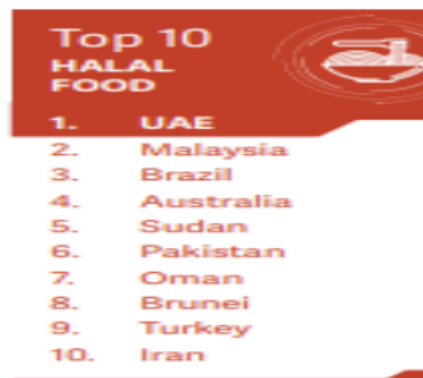 Top 10
HALAL
FOOD
1. UAE
2. Malaysia
3. Brazil
4. Australia
5. Sudan
6. Pakistan
7. Oman
8. Brunei
9. Turkey
10. Iran